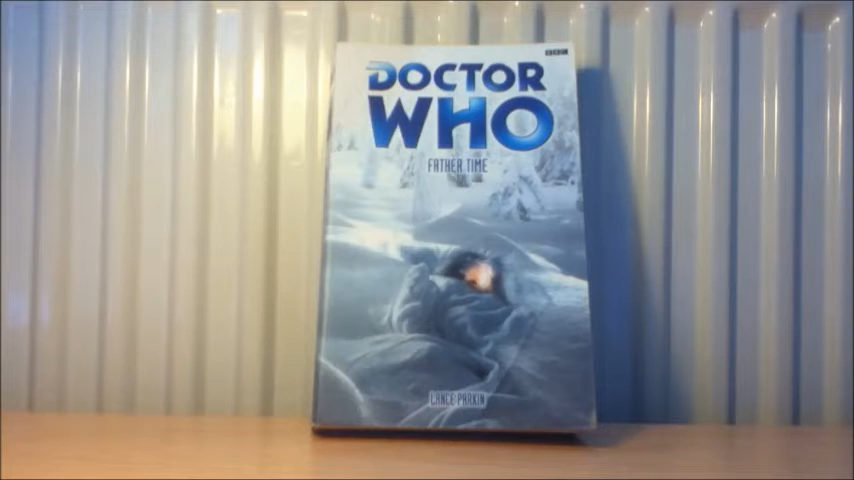 BBC
DOCTOR
WHO
FATHER TIME
LANCE PARKIN